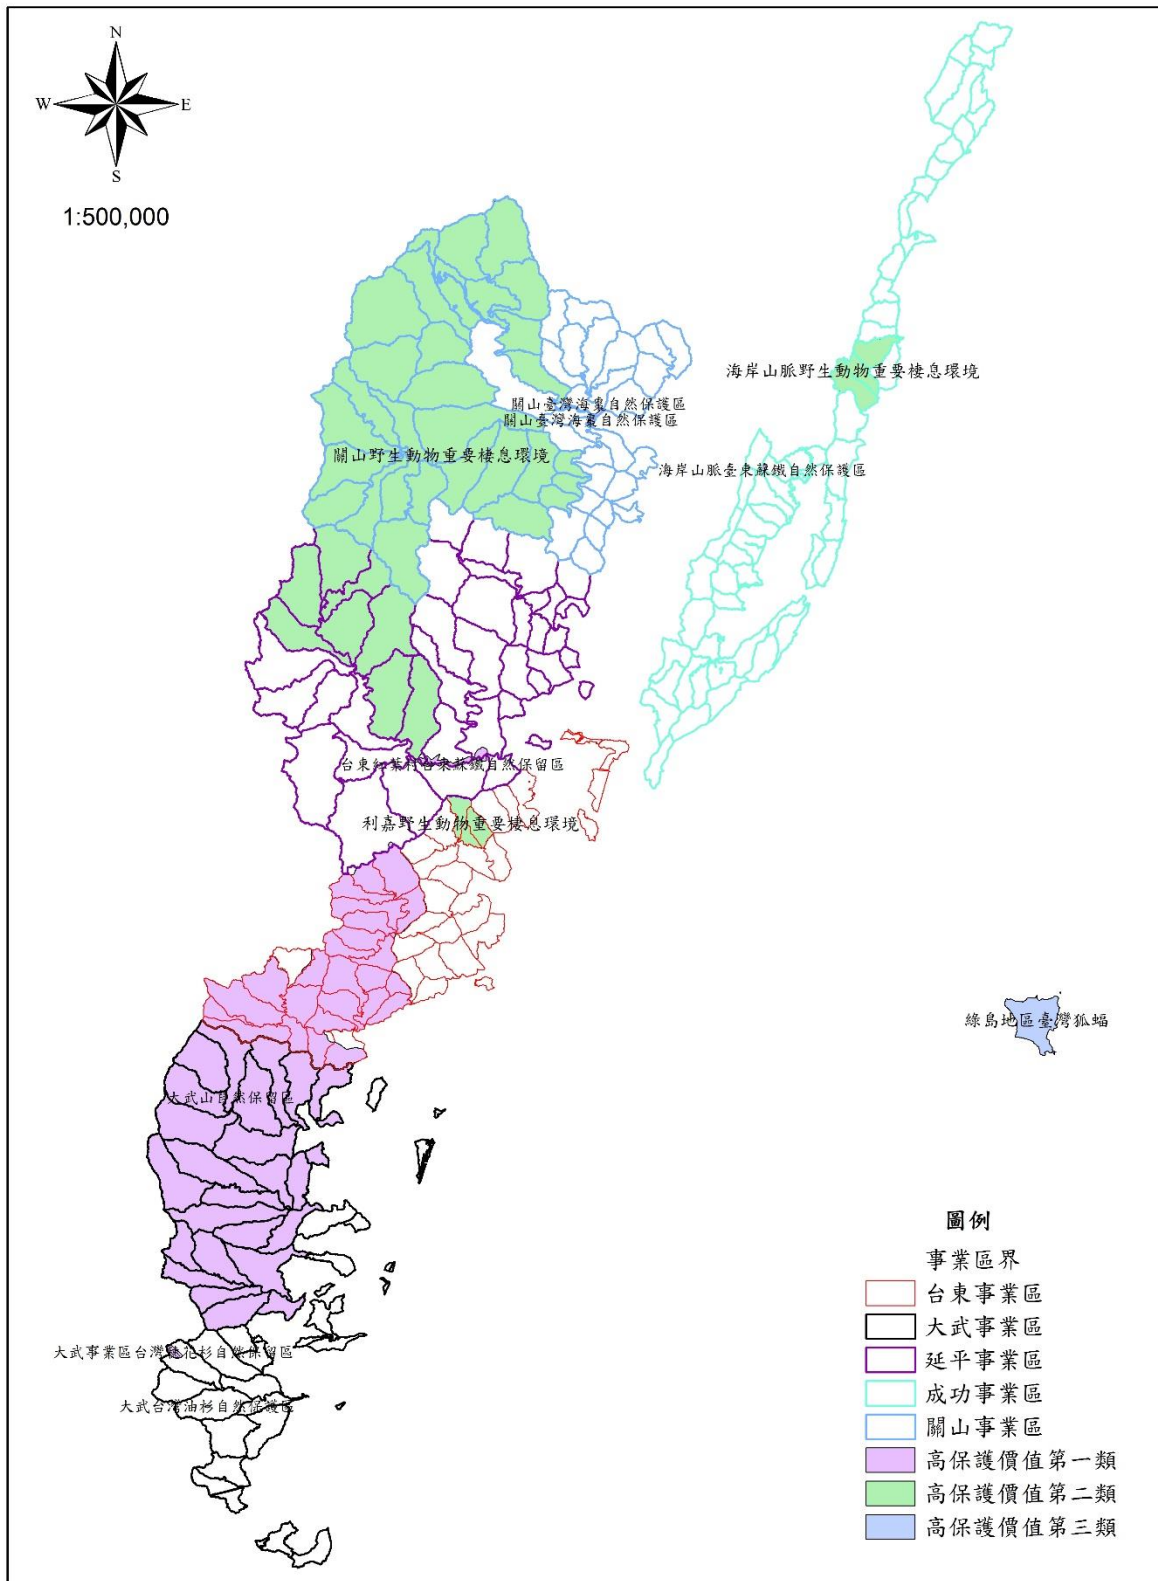 N
W
E
S
1:500,000
海岸山脈野生動物重要棲息環境
關山臺灣海棗自然保護區
關山臺灣海棗自然保護區
關山野生動物重要棲息環境
海岸山脈臺東蘇鐵自然保護區
台東紅葉村台東蘇鐵自然保留區
利嘉野生動物重要棲息環境
綠島地區臺灣狐蝠
大武山自然保留區
大武事業區台灣穗花杉自然保留區
大武台灣油杉自然保護區
圖例
事業區界
台東事業區
大武事業區
延平事業區
成功事業區
關山事業區
高保護價值第一類
高保護價值第二類
高保護價值第三類